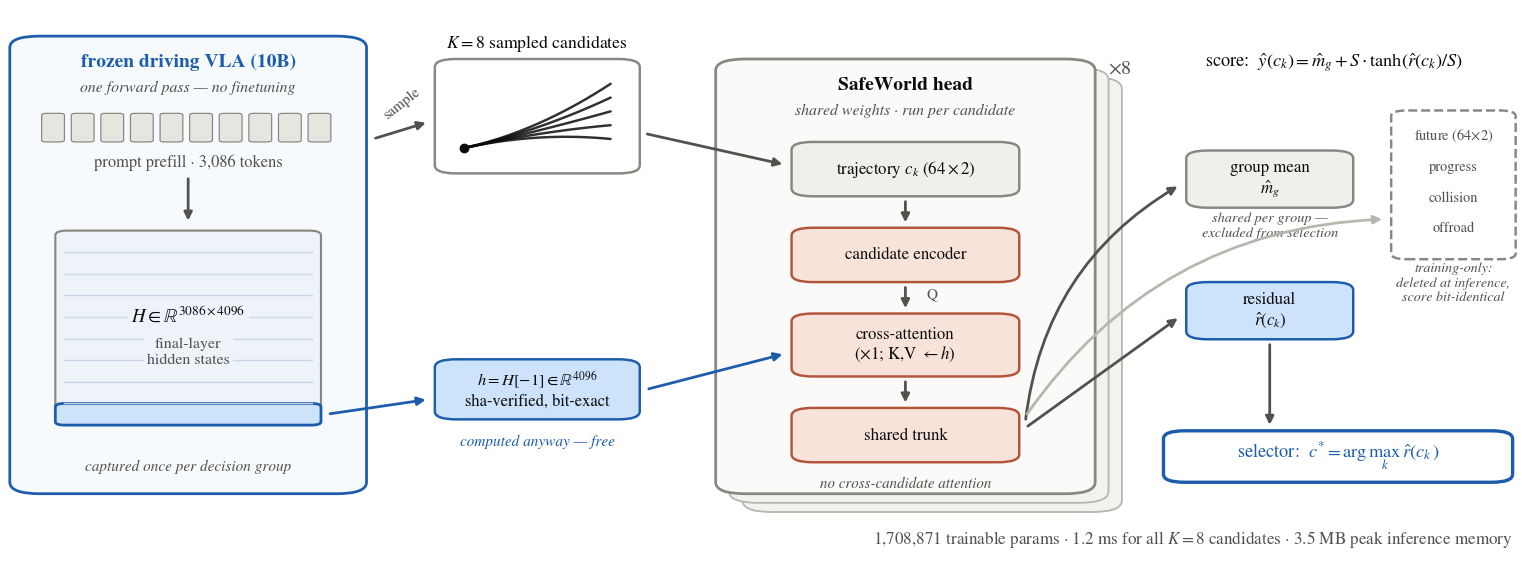 frozen driving VLA (10B)
one forward pass — no finetuning
prompt prefill · 3,086 tokens
H ∈ ℝ^{3086×4096}
final-layer
hidden states
captured once per decision group
sample
K = 8 sampled candidates
h = H[−1] ∈ ℝ^{4096}
sha-verified, bit-exact
computed anyway — free
×8
SafeWorld head
shared weights · run per candidate
trajectory c_k (64 × 2)
candidate encoder
Q
cross-attention
(×1; K,V ← h)
shared trunk
no cross-candidate attention
score: ŷ(c_k) = m̂_g + S · tanh(r̂(c_k)/S)
group mean
m̂_g
shared per group —
excluded from selection
future (64×2)
progress
collision
offroad
training-only:
deleted at inference,
score bit-identical
residual
r̂(c_k)
selector: c* = arg max_k r̂(c_k)
1,708,871 trainable params · 1.2 ms for all K = 8 candidates · 3.5 MB peak inference memory